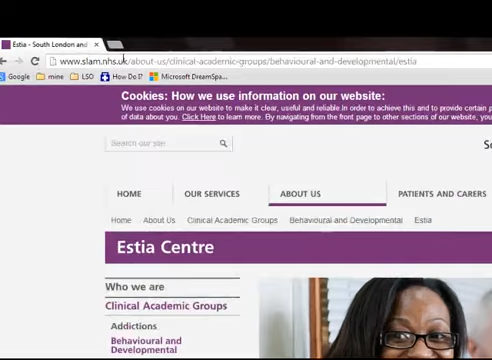 Estia - South London and
www.slam.nhs.uk/about-us/clinical-academic-groups/behavioural-and-developmental/estia
Google mine LSO How Do I? Microsoft DreamSpa...
Cookies: How we use information on our website:
We use cookies on our website to make it clear, useful and reliable.In order to achieve this and to provide certain
of data about you. Click Here to learn more. By navigating from the front page to other sections of our website,
Search our site
HOME OUR SERVICES ABOUT US PATIENTS AND CARERS
Home About Us Clinical Academic Groups Behavioural and Developmental Estia
Estia Centre
Who we are
Clinical Academic Groups
Addictions
Behavioural and
Developmental